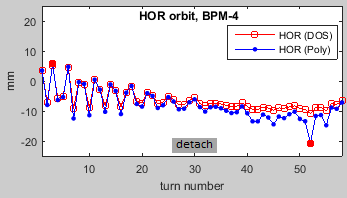 HOR orbit, BPM-4
HOR (DOS)
HOR (Poly)
mm
20
10
0
-10
-20
detach
10
20
30
40
50
turn number